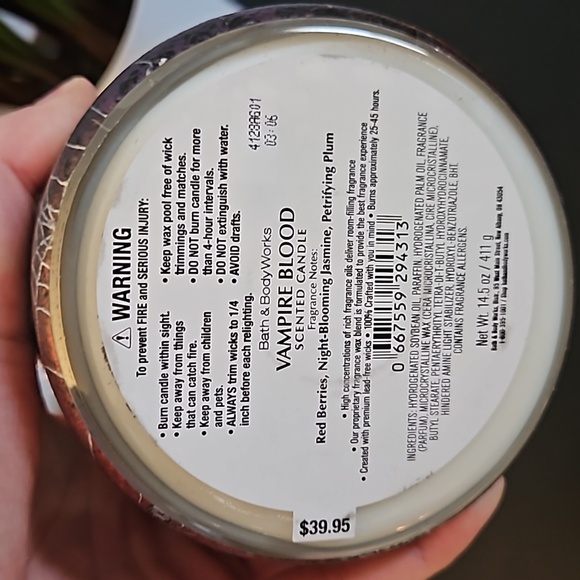 WARNING
To prevent FIRE and SERIOUS INJURY:
• Burn candle within sight.
• Keep away from things
that can catch fire.
• Keep away from children
and pets.
• ALWAYS trim wicks to 1/4
inch before each relighting.
• Keep wax pool free of wick
trimmings and matches.
• DO NOT burn candle for more
than 4-hour intervals.
• DO NOT extinguish with water.
• AVOID drafts.
4123AG01
03:06
Bath & Body Works
VAMPIRE BLOOD
SCENTED CANDLE
Fragrance Notes:
Red Berries, Night-Blooming Jasmine, Petrifying Plum
• High concentrations of rich fragrance oils deliver room-filling fragrance
• Our proprietary fragrance wax blend is formulated to provide the best fragrance experience
• Created with premium lead-free wicks • 100% Crafted with you in mind • Burns approximately 25-45 hours.
0 667559 294313
INGREDIENTS: HYDROGENATED SOYBEAN OIL, PARAFFIN, HYDROGENATED PALM OIL, FRAGRANCE
(PARFUM), MICROCRYSTALLINE WAX (CERA MICROCRISTALLINA, CIRE MICROCRISTALLINE),
BUTYL STEARATE, PENTAERYTHRITYL TETRA-DI-T-BUTYL HYDROXYHYDROCINNAMATE,
HINDERED AMINE LIGHT STABILIZER, HYDROXYL BENZOTRIAZOLE, BHT.
CONTAINS FRAGRANCE ALLERGENS.
Net Wt. 14.5 oz / 411 g
$39.95